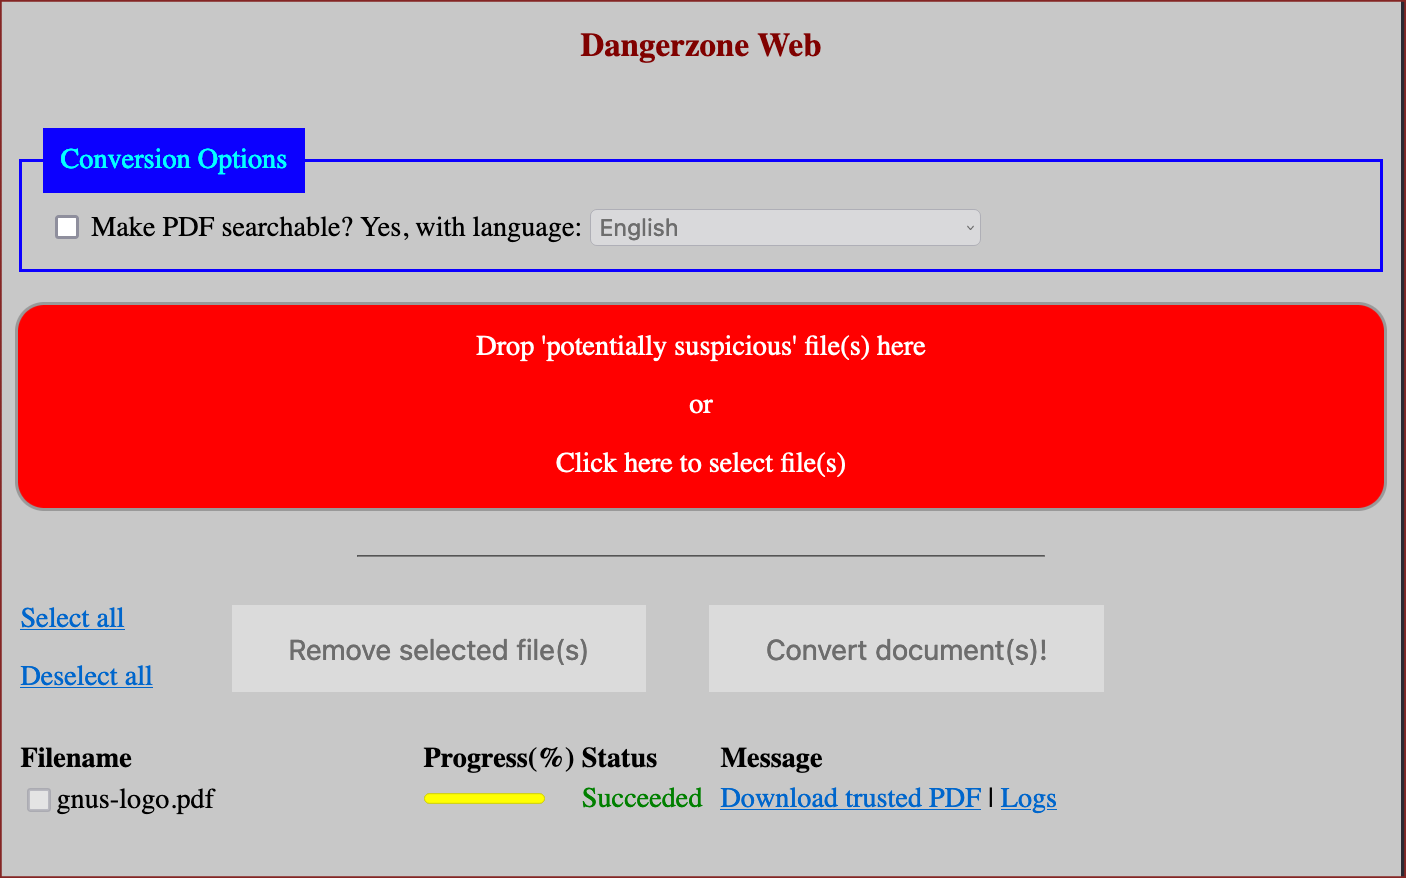 Dangerzone Web
Conversion Options
Make PDF searchable? Yes, with language: English
Drop 'potentially suspicious' file(s) here
or
Click here to select file(s)
Select all
Deselect all
Remove selected file(s)
Convert document(s)!
Filename Progress(%) Status Message
gnus-logo.pdf Succeeded Download trusted PDF | Logs